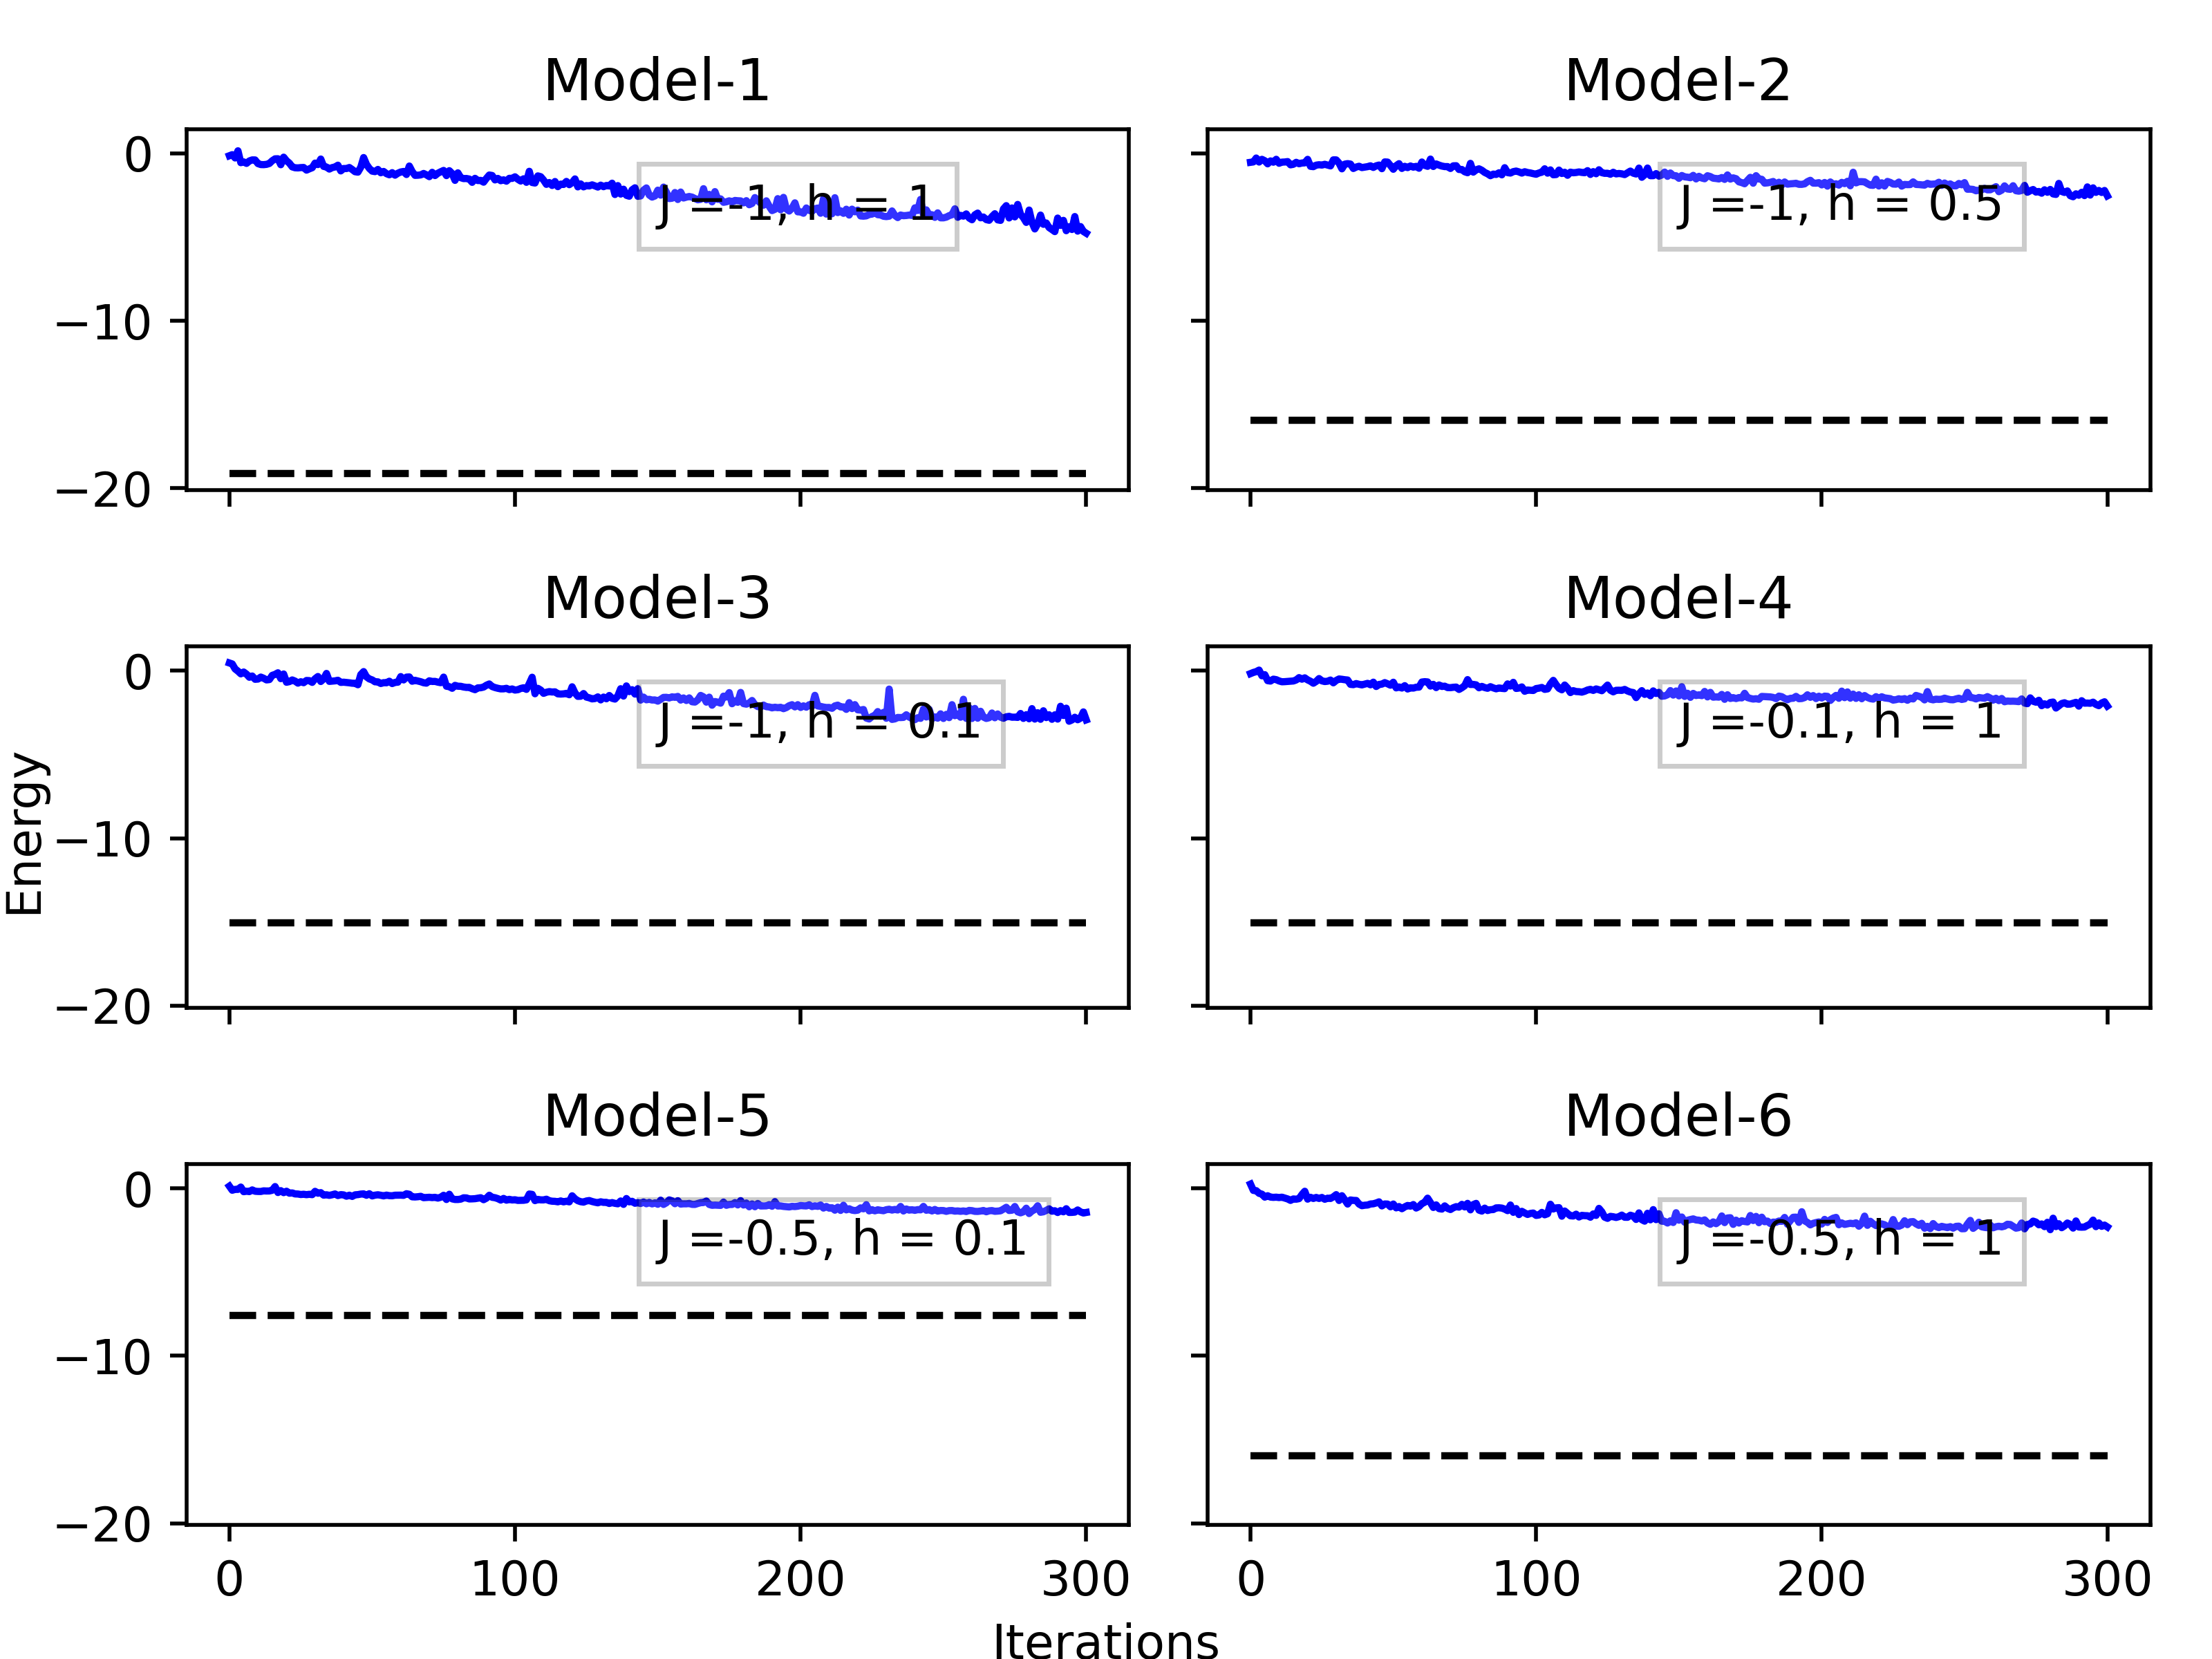 Model-1
Model-2
0
−10
−20
J =-1, h = 1
J =-1, h = 0.5
Model-3
Model-4
0
−10
−20
J =-1, h = 0.1
J =-0.1, h = 1
Energy
Model-5
Model-6
0
−10
−20
J =-0.5, h = 0.1
J =-0.5, h = 1
0 100 200 300
0 100 200 300
Iterations